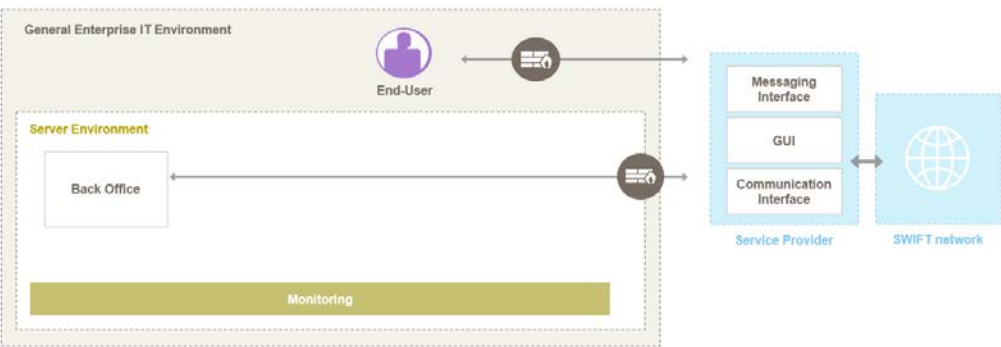 General Enterprise IT Environment
End-User
Server Environment
Back Office
Monitoring
Messaging
Interface
GUI
Communication
Interface
Service Provider
SWIFT network